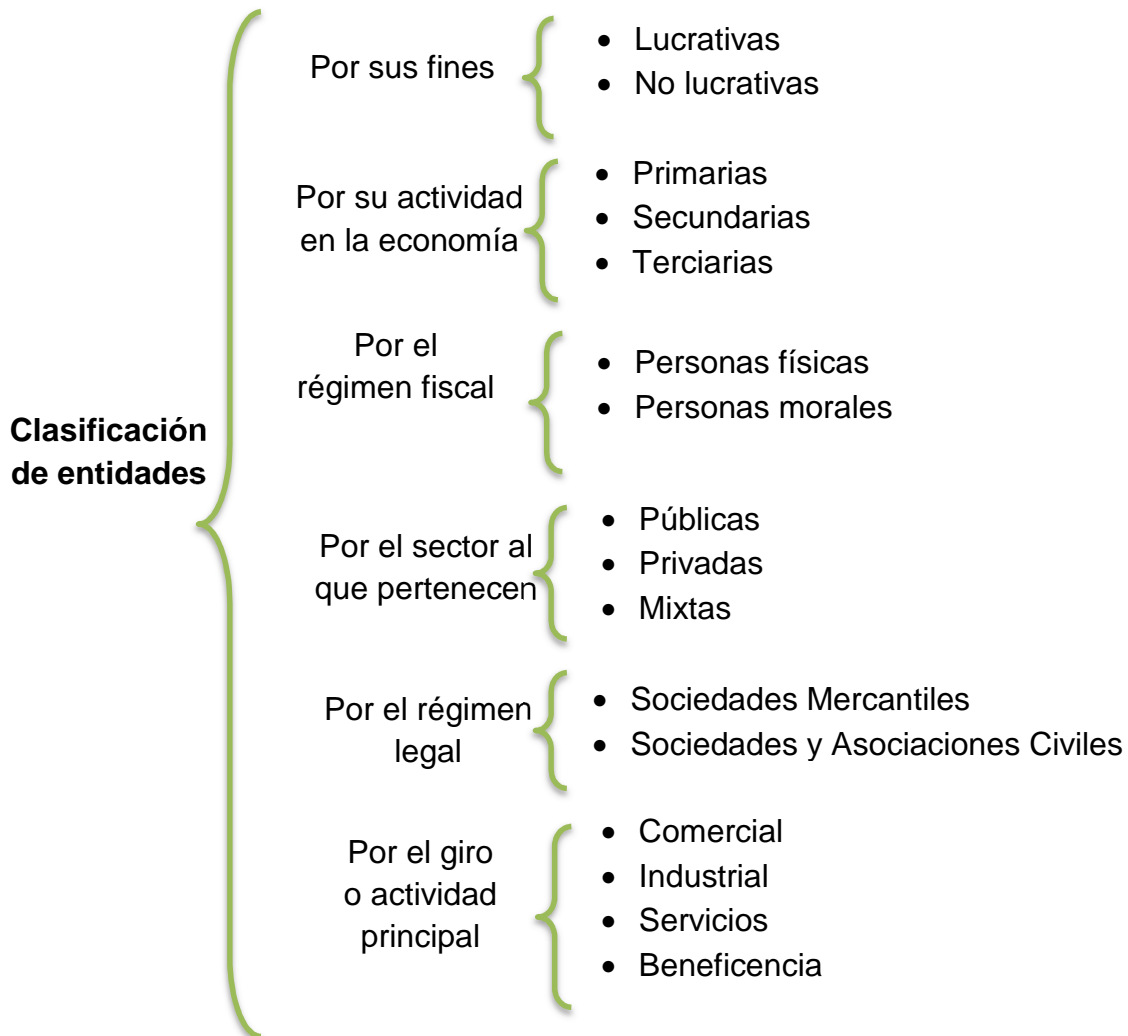 Clasificación
de entidades
Por sus fines
• Lucrativas
• No lucrativas
Por su actividad
en la economía
• Primarias
• Secundarias
• Terciarias
Por el
régimen fiscal
• Personas físicas
• Personas morales
Por el sector al
que pertenecen
• Públicas
• Privadas
• Mixtas
Por el régimen
legal
• Sociedades Mercantiles
• Sociedades y Asociaciones Civiles
Por el giro
o actividad
principal
• Comercial
• Industrial
• Servicios
• Beneficencia